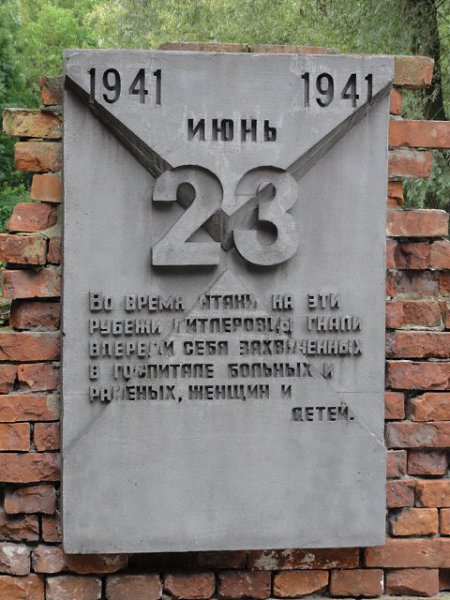 1941 1941
ИЮНЬ
23
Во время атаки на эти
рубежи гитлеровцы гнали
впереди себя захваченных
в госпитале больных и
раненых, женщин и
детей.